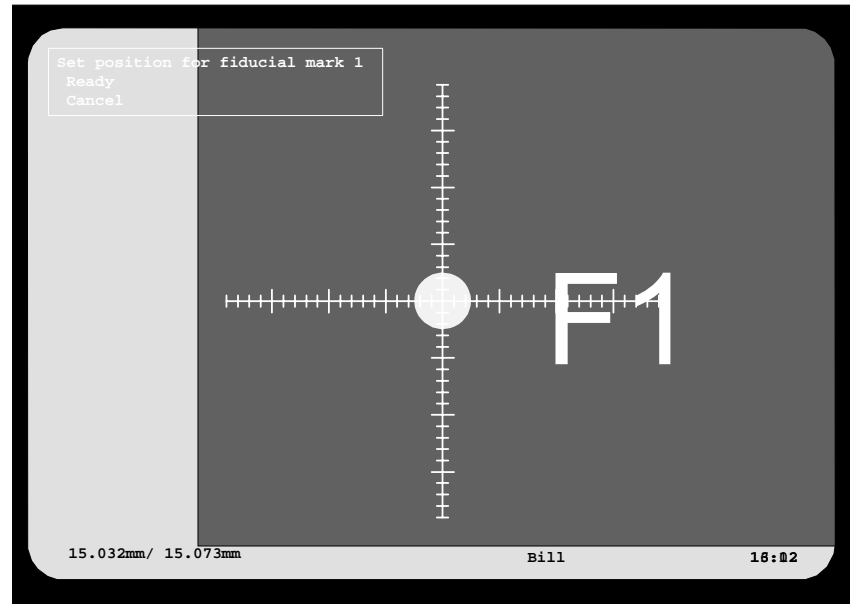 Set position for fiducial mark 1
Ready
Cancel
F1
15.032mm/ 15.073mm
Bill